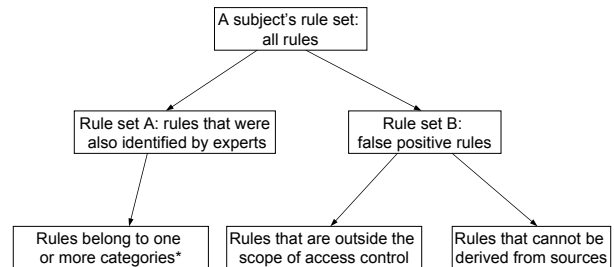 A subject's rule set:
all rules
Rule set A: rules that were
also identified by experts
Rule set B:
false positive rules
Rules belong to one
or more categories*
Rules that are outside the
scope of access control
Rules that cannot be
derived from sources